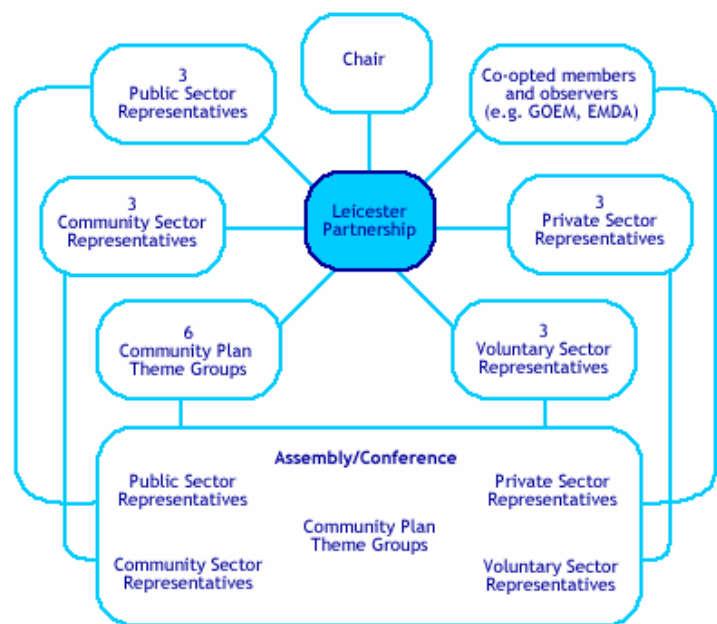 Chair
3
Public Sector
Representatives
Co-opted members
and observers
(e.g. GOEM, EMDA)
3
Community Sector
Representatives
Leicester
Partnership
3
Private Sector
Representatives
6
Community Plan
Theme Groups
3
Voluntary Sector
Representatives
Assembly/Conference
Public Sector
Representatives
Private Sector
Representatives
Community Plan
Theme Groups
Community Sector
Representatives
Voluntary Sector
Representatives